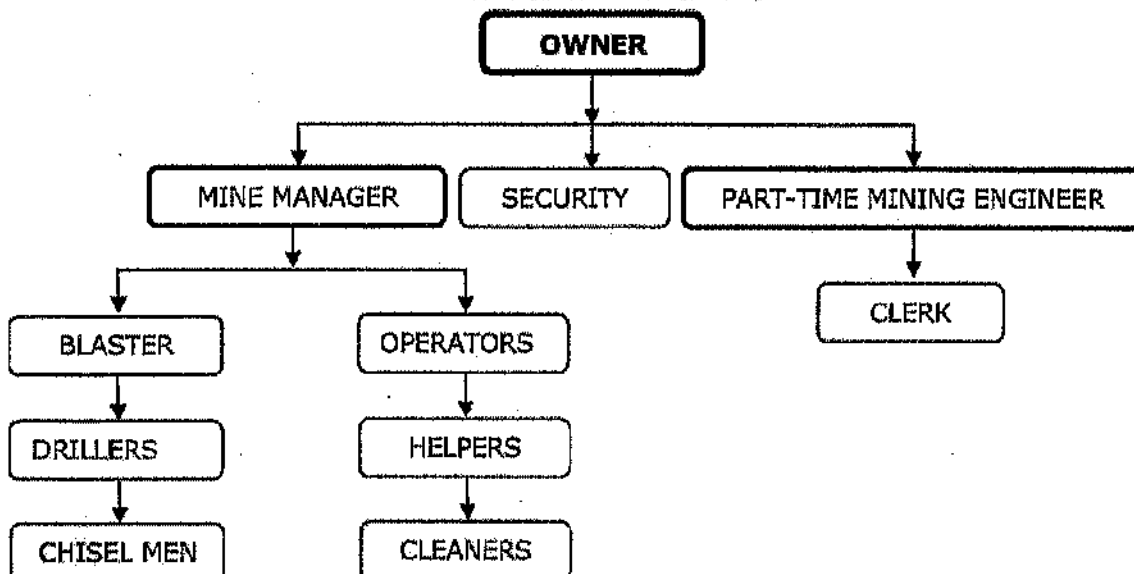 OWNER
MINE MANAGER
SECURITY
PART-TIME MINING ENGINEER
CLERK
BLASTER
OPERATORS
DRILLERS
HELPERS
CHISEL MEN
CLEANERS